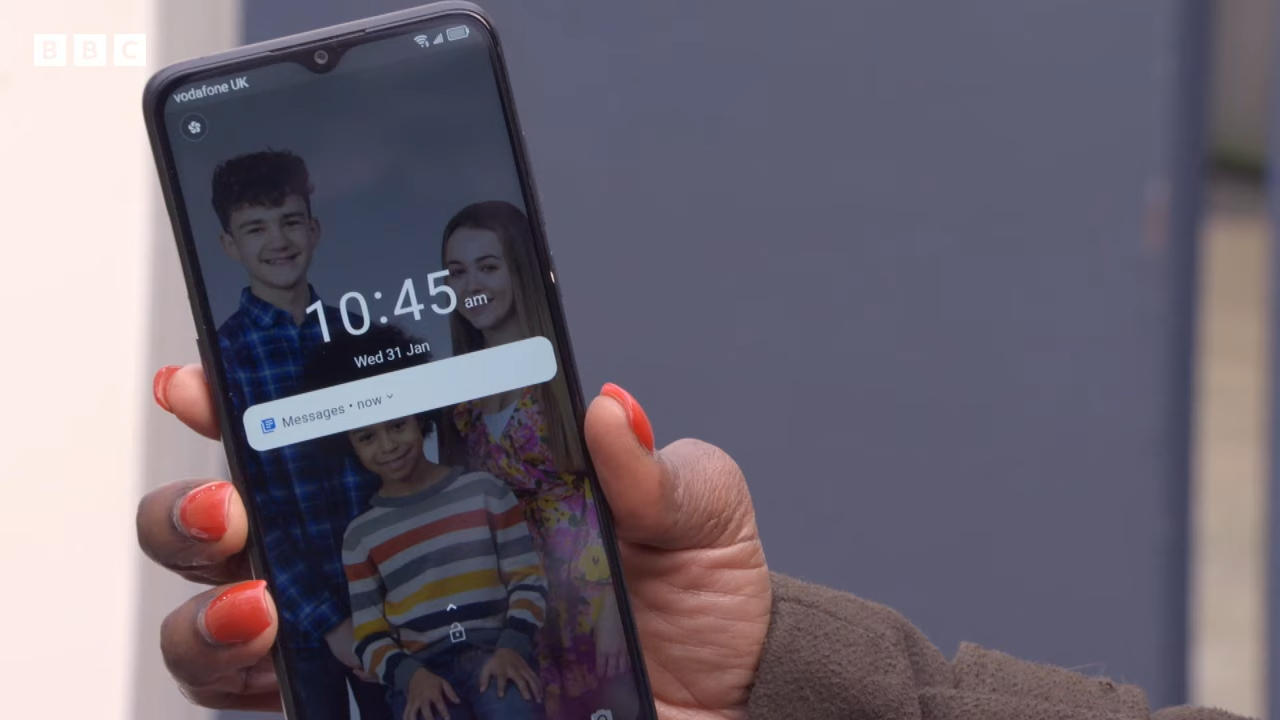 BBC
vodafone UK
10:45 am
Wed 31 Jan
Messages • now